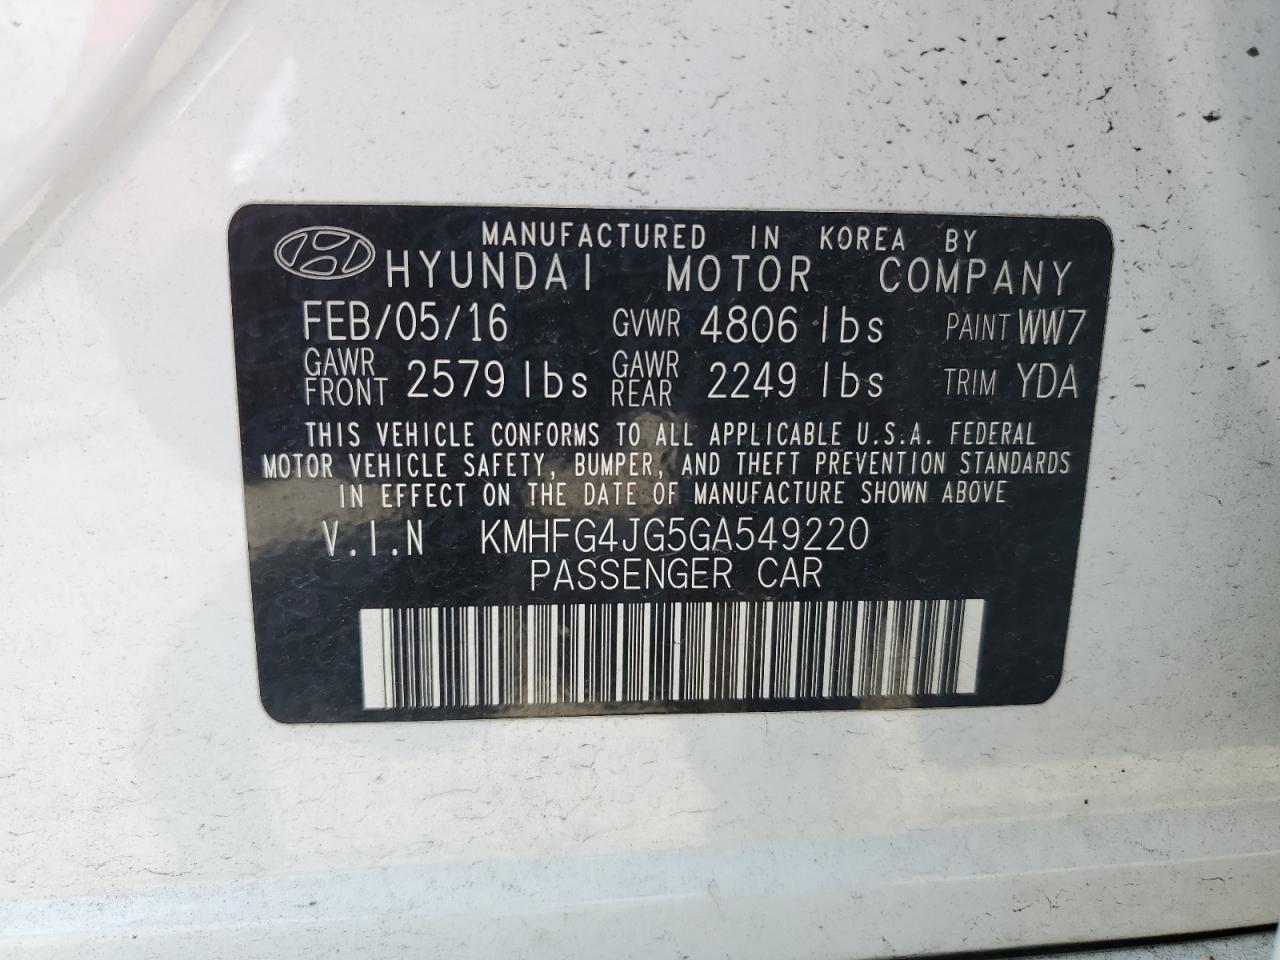 MANUFACTURED IN KOREA BY
HYUNDAI MOTOR COMPANY
FEB/05/16 GVWR 4806 lbs PAINT WW7
GAWR FRONT 2579 lbs GAWR REAR 2249 lbs TRIM YDA
THIS VEHICLE CONFORMS TO ALL APPLICABLE U.S.A. FEDERAL
MOTOR VEHICLE SAFETY, BUMPER, AND THEFT PREVENTION STANDARDS
IN EFFECT ON THE DATE OF MANUFACTURE SHOWN ABOVE
V.I.N KMHFG4JG5GA549220
PASSENGER CAR